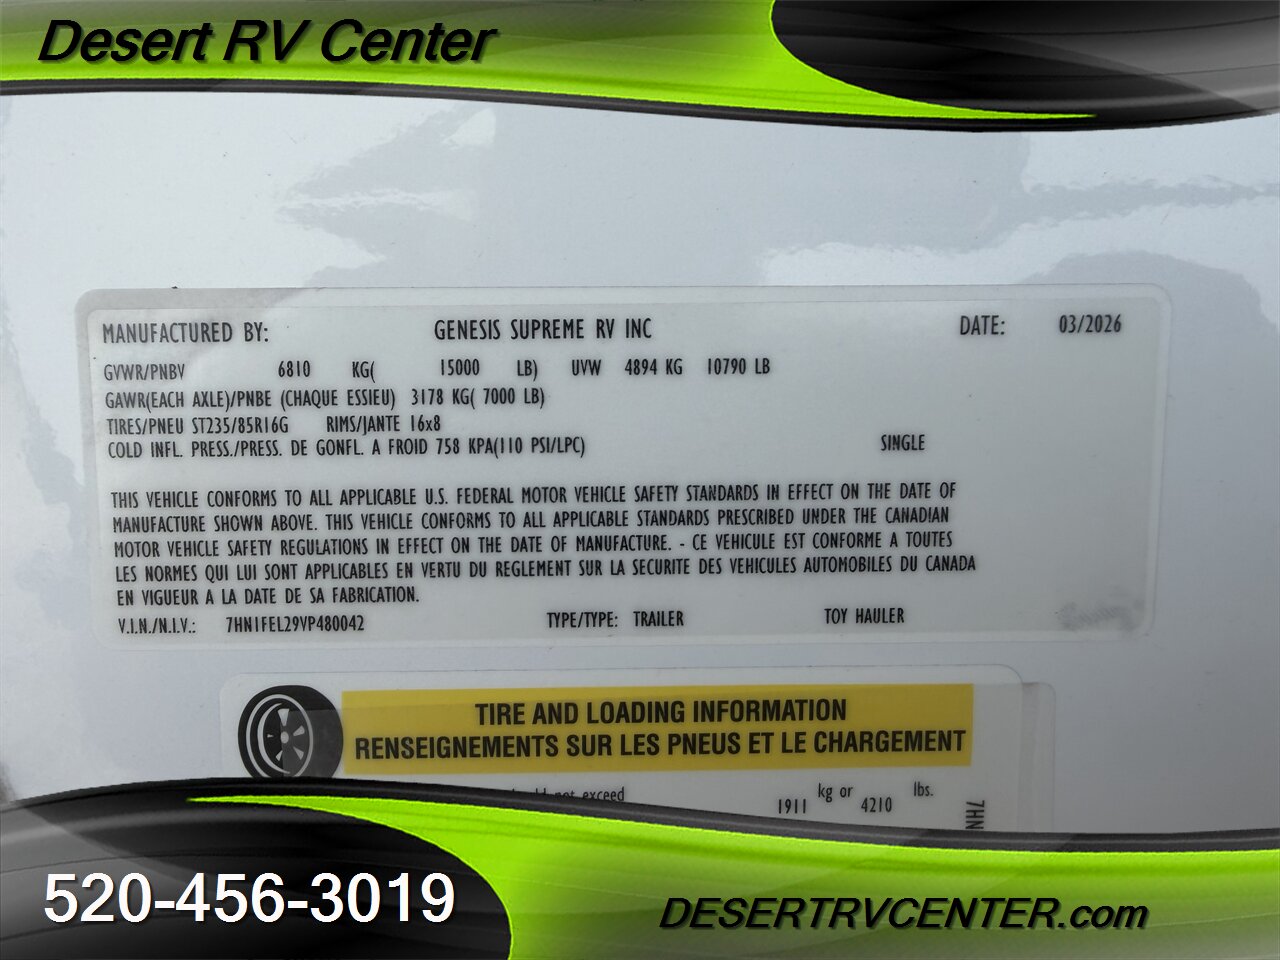 Desert RV Center
MANUFACTURED BY: GENESIS SUPREME RV INC DATE: 03/2026
GVWR/PNBV 6810 KG( 15000 LB) UVW 4894 KG 10790 LB
GAWR(EACH AXLE)/PNBE (CHAQUE ESSIEU) 3178 KG( 7000 LB)
TIRES/PNEU ST235/85R16G RIMS/JANTE 16x8
COLD INFL. PRESS./PRESS. DE GONFL. A FROID 758 KPA(110 PSI/LPC) SINGLE
THIS VEHICLE CONFORMS TO ALL APPLICABLE U.S. FEDERAL MOTOR VEHICLE SAFETY STANDARDS IN EFFECT ON THE DATE OF
MANUFACTURE SHOWN ABOVE. THIS VEHICLE CONFORMS TO ALL APPLICABLE STANDARDS PRESCRIBED UNDER THE CANADIAN
MOTOR VEHICLE SAFETY REGULATIONS IN EFFECT ON THE DATE OF MANUFACTURE. - CE VEHICULE EST CONFORME A TOUTES
LES NORMES QUI LUI SONT APPLICABLES EN VERTU DU REGLEMENT SUR LA SECURITE DES VEHICULES AUTOMOBILES DU CANADA
EN VIGUEUR A LA DATE DE SA FABRICATION.
V.I.N./N.I.V.: 7HN1FEL29VP480042 TYPE/TYPE: TRAILER TOY HAULER
TIRE AND LOADING INFORMATION
RENSEIGNEMENTS SUR LES PNEUS ET LE CHARGEMENT
not exceed 1911 kg or 4210 lbs.
7HN
520-456-3019
DESERTRVCENTER.com